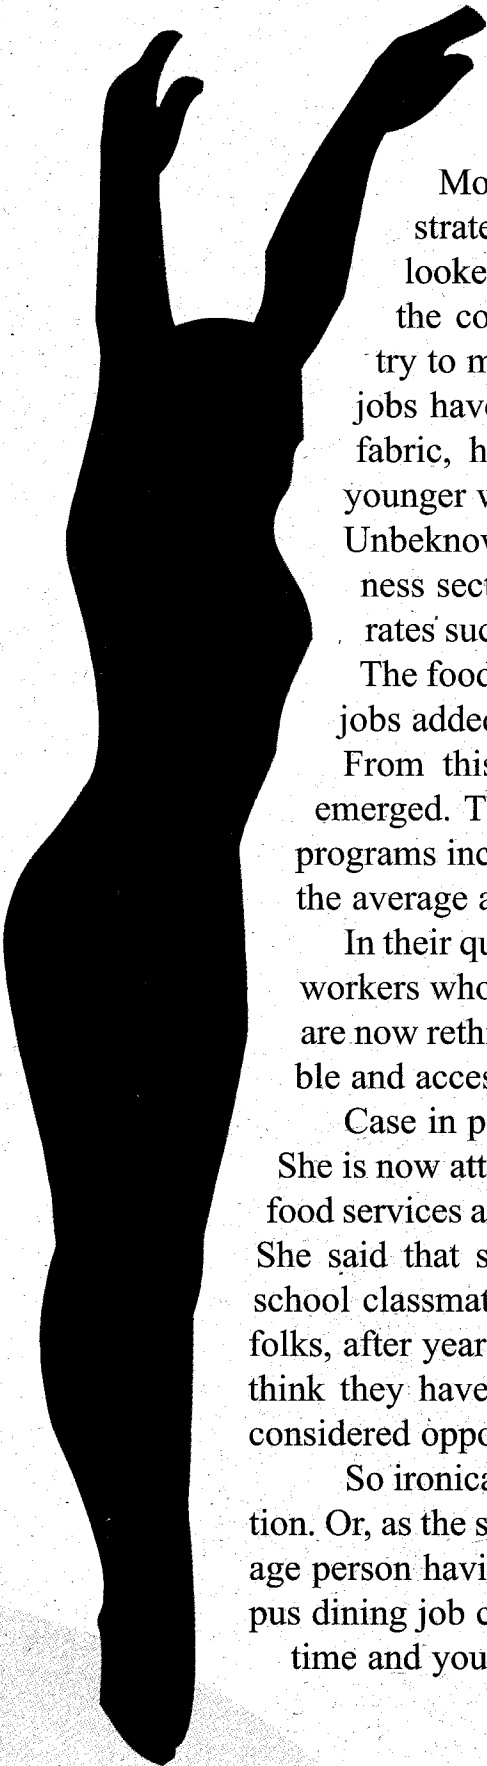 Mo
strate
looke
the co
try to m
jobs have
fabric, h
younger v
Unbeknov
ness sect
rates suc
The food
jobs added
From this
emerged. T
programs inc
the average a
In their qu
workers who
are now reth
ble and acces
Case in p
She is now att
food services a
She said that s
school classmat
folks, after year
think they have
considered oppo
So ironica
tion. Or, as the s
age person havi
pus dining job c
time and you